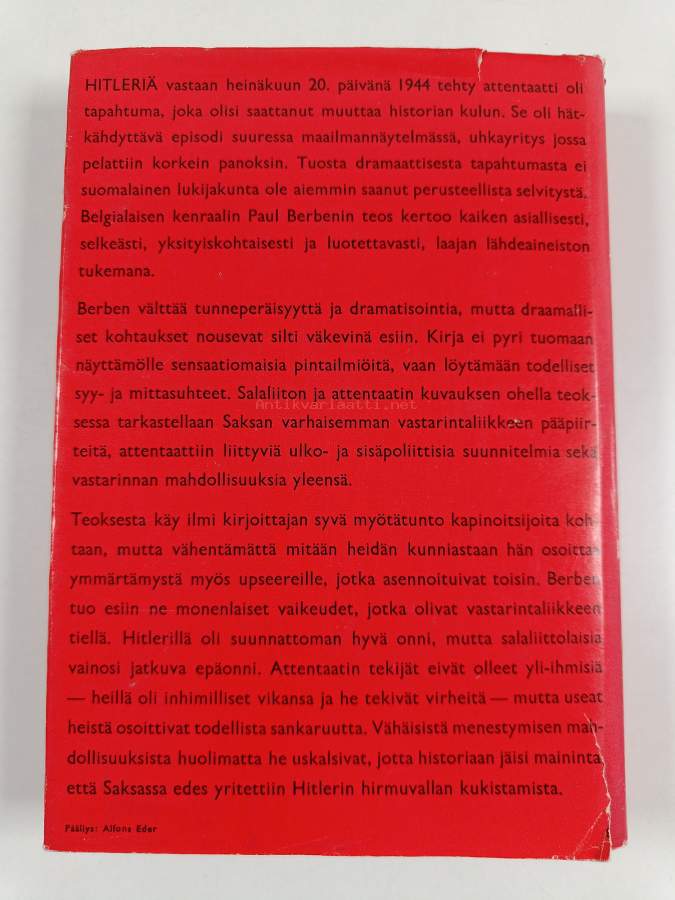 HITLERIÄ vastaan heinäkuun 20. päivänä 1944 tehty attentaatti oli
tapahtuma, joka olisi saattanut muuttaa historian kulun. Se oli hät-
kähdyttävä episodi suuressa maailmannäytelmässä, uhkayritys jossa
pelattiin korkein panoksin. Tuosta dramaattisesta tapahtumasta ei
suomalainen lukijakunta ole aiemmin saanut perusteellista selvitystä.
Belgialaisen kenraalin Paul Berbenin teos kertoo kaiken asiallisesti,
selkeästi, yksityiskohtaisesti ja luotettavasti, laajan lähdeaineiston
tukemana.
Berben välttää tunneperäisyyttä ja dramatisointia, mutta draamalli-
set kohtaukset nousevat silti väkevinä esiin. Kirja ei pyri tuomaan
näyttämölle sensaatiomaisia pintailmiöitä, vaan löytämään todelliset
syy- ja mittasuhteet. Salaliiton ja attentaatin kuvauksen ohella teok-
Antikvariaatti.net
sessa tarkastellaan Saksan varhaisemman vastarintaliikkeen pääpiir-
teitä, attentaattiin liittyviä ulko- ja sisäpoliittisia suunnitelmia sekä
vastarinnan mahdollisuuksia yleensä.
Teoksesta käy ilmi kirjoittajan syvä myötätunto kapinoitsijoita koh-
taan, mutta vähentämättä mitään heidän kunniastaan hän osoitta
ymmärtämystä myös upseereille, jotka asennoituivat toisin. Berben
tuo esiin ne monenlaiset vaikeudet, jotka olivat vastarintaliikkeen
tiellä. Hitlerillä oli suunnattoman hyvä onni, mutta salaliittolaisia
vainosi jatkuva epäonni. Attentaatin tekijät eivät olleet yli-ihmisiä
— heillä oli inhimilliset vikansa ja he tekivät virheitä — mutta useat
heistä osoittivat todellista sankaruutta. Vähäisistä menestymisen mah-
dollisuuksista huolimatta he uskalsivat, jotta historiaan jäisi maininta,
että Saksassa edes yritettiin Hitlerin hirmuvallan kukistamista.
Päällys: Alfons Eder